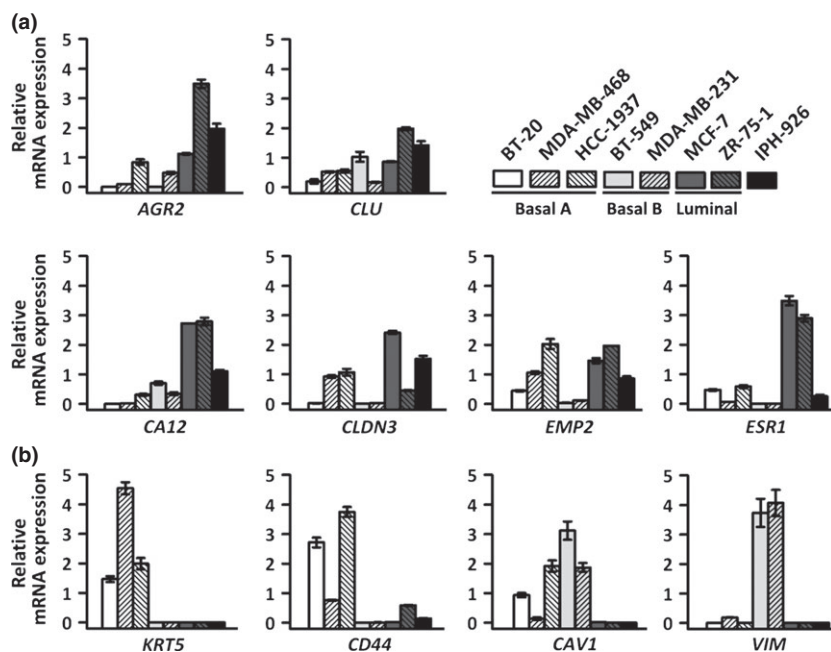 (a)
Relative
mRNA expression
5
4
3
2
1
0
AGR2
5
4
3
2
1
0
CLU
BT-20
MDA-MB-468
HCC-1937
BT-549
MDA-MB-231
MCF-7
ZR-75-1
IPH-926
Basal A
Basal B
Luminal
Relative
mRNA expression
5
4
3
2
1
0
CA12
5
4
3
2
1
0
CLDN3
5
4
3
2
1
0
EMP2
5
4
3
2
1
0
ESR1
(b)
Relative
mRNA expression
5
4
3
2
1
0
KRT5
5
4
3
2
1
0
CD44
5
4
3
2
1
0
CAV1
5
4
3
2
1
0
VIM